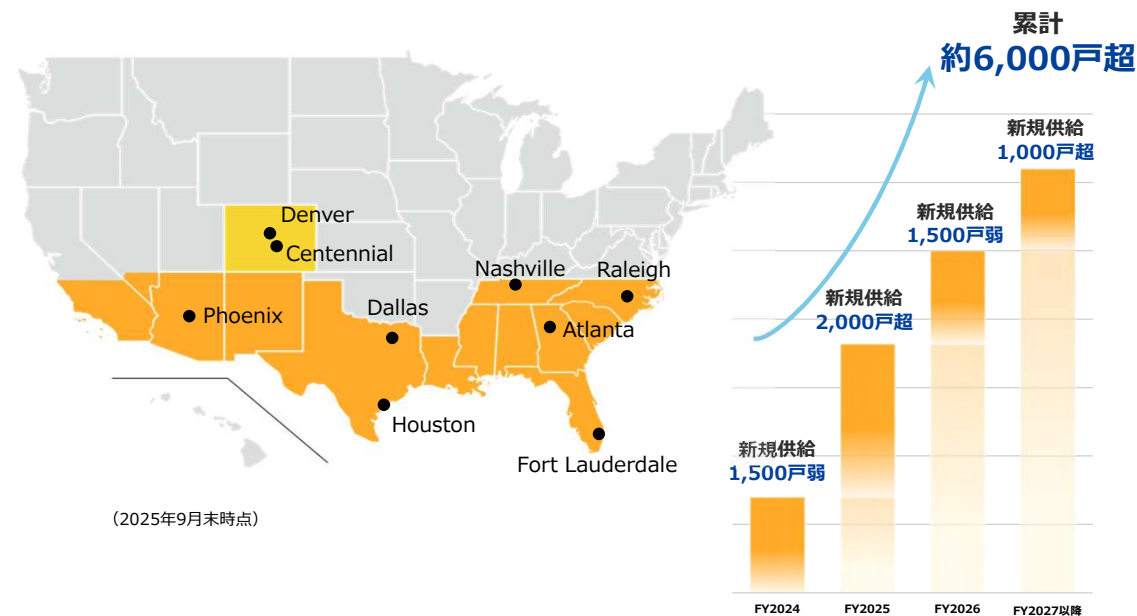 累計
約6,000戸超
新規供給
1,000戸超
新規供給
1,500戸弱
新規供給
2,000戸超
新規供給
1,500戸弱
Denver
Centennial
Nashville
Raleigh
Phoenix
Dallas
Atlanta
Houston
Fort Lauderdale
(2025年9月末時点)
FY2024
FY2025
FY2026
FY2027以降